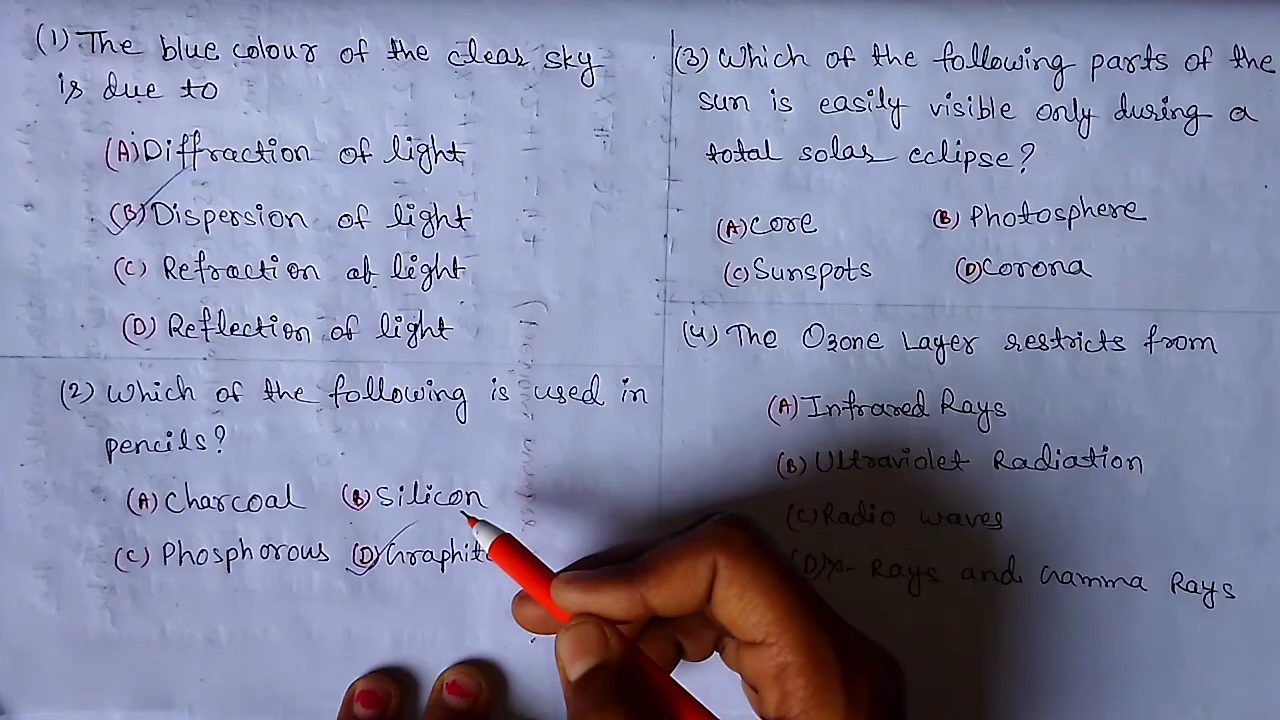 (1) The blue colour of the clear sky
is due to
(A) Diffraction of light
(B) Dispersion of light
(C) Refraction of light
(D) Reflection of light
(2) Which of the following is used in
pencils?
(A) Charcoal (B) Silicon
(C) Phosphorous (D) Graphite
(3) Which of the following parts of the
sun is easily visible only during a
total solar eclipse?
(A) Core (B) Photosphere
(C) Sunspots (D) Corona
(4) The Ozone Layer restricts from
(A) Infrared Rays
(B) Ultraviolet Radiation
(C) Radio waves
(D) X-Rays and Gamma Rays